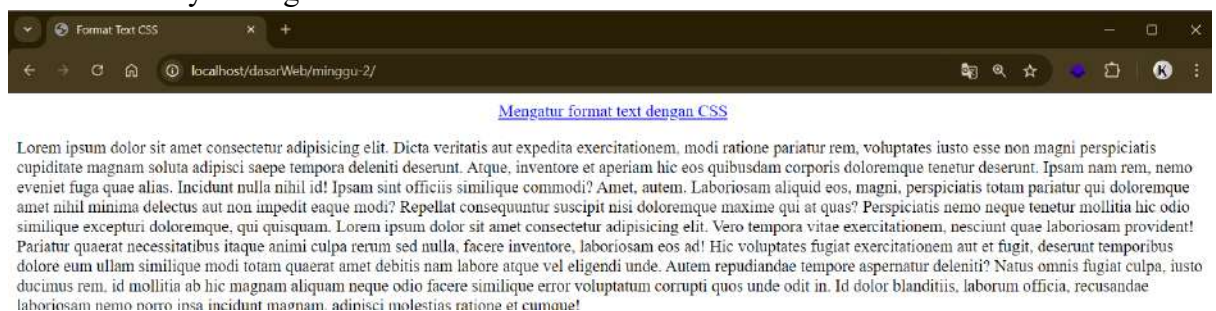 Format Text CSS
localhost/dasarWeb/minggu-2/
K
Mengatur format text dengan CSS
Lorem ipsum dolor sit amet consectetur adipisicing elit. Dicta veritatis aut expedita exercitationem, modi ratione pariatur rem, voluptates iusto esse non magni perspiciatis
cupiditate magnam soluta adipisci saepe tempora deleniti deserunt. Atque, inventore et aperiam hic eos quibusdam corporis doloremque tenetur deserunt. Ipsam nam rem, nemo
eveniet fuga quae alias. Incidunt nulla nihil id! Ipsam sint officiis similique commodi? Amet, autem. Laboriosam aliquid eos, magni, perspiciatis totam pariatur qui doloremque
amet nihil minima delectus aut non impedit eaque modi? Repellat consequuntur suscipit nisi doloremque maxime qui at quas? Perspiciatis nemo neque tenetur mollitia hic odio
similique excepturi doloremque, qui quisquam. Lorem ipsum dolor sit amet consectetur adipisicing elit. Vero tempora vitae exercitationem, nesciunt quae laboriosam provident!
Pariatur quaerat necessitatibus itaque animi culpa rerum sed nulla, facere inventore, laboriosam eos ad! Hic voluptates fugiat exercitationem aut et fugit, deserunt temporibus
dolore eum ullam similique modi totam quaerat amet debitis nam labore atque vel eligendi unde. Autem repudiandae tempore aspernatur deleniti? Natus omnis fugiat culpa, iusto
ducimus rem, id mollitia ab hic magnam aliquam neque odio facere similique error voluptatum corrupti quos unde odit in. Id dolor blanditiis, laborum officia, recusandae
laboriosam nemo porro ipsa incidunt magnam, adipisci molestias ratione et cumque!